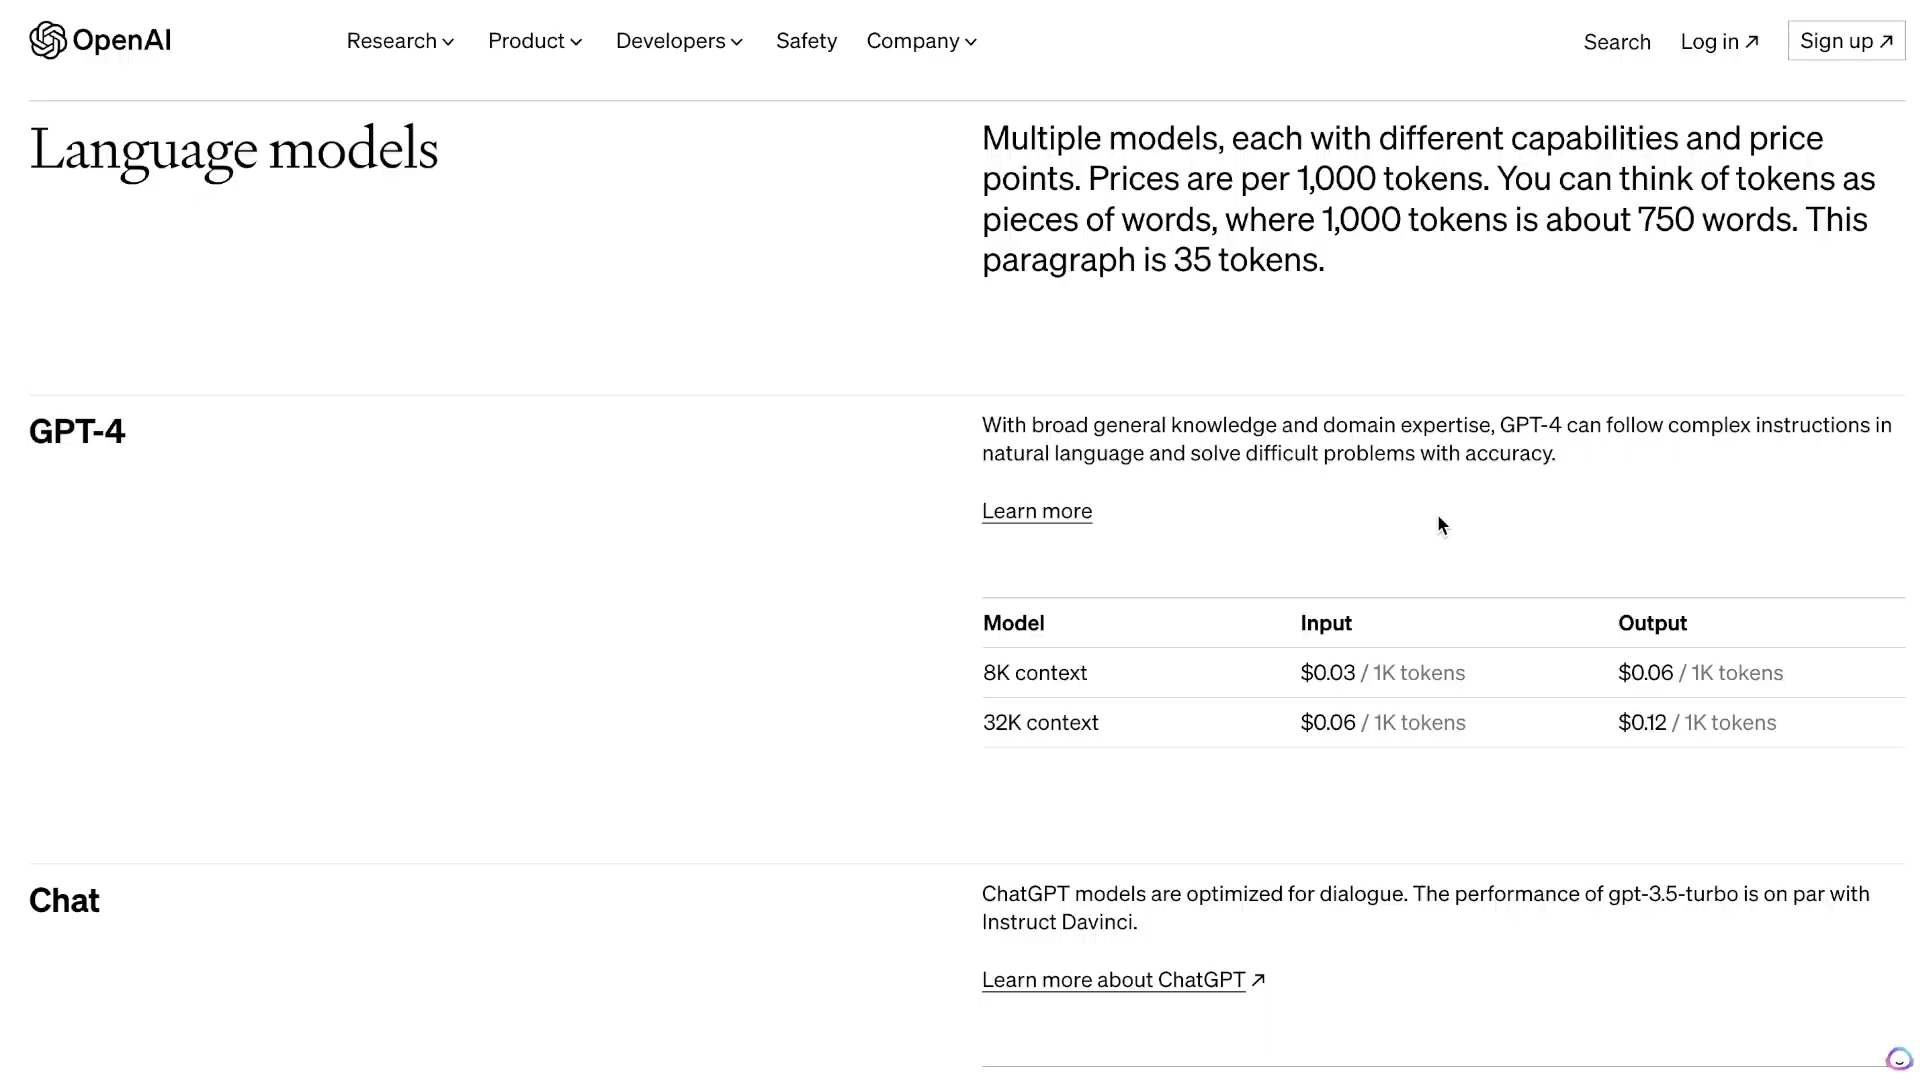 OpenAI
Research Product Developers Safety Company
Search Log in ↗ Sign up ↗
Language models
Multiple models, each with different capabilities and price
points. Prices are per 1,000 tokens. You can think of tokens as
pieces of words, where 1,000 tokens is about 750 words. This
paragraph is 35 tokens.
GPT-4
With broad general knowledge and domain expertise, GPT-4 can follow complex instructions in
natural language and solve difficult problems with accuracy.
Learn more
Model Input Output
8K context $0.03 / 1K tokens $0.06 / 1K tokens
32K context $0.06 / 1K tokens $0.12 / 1K tokens
Chat
ChatGPT models are optimized for dialogue. The performance of gpt-3.5-turbo is on par with
Instruct Davinci.
Learn more about ChatGPT ↗